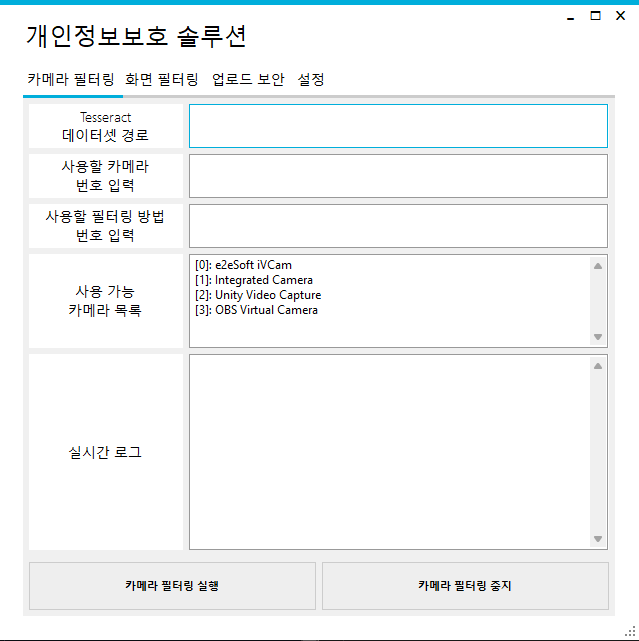 개인정보보호 솔루션
카메라 필터링 화면 필터링 업로드 보안 설정
Tesseract
데이터셋 경로
사용할 카메라
번호 입력
사용할 필터링 방법
번호 입력
사용 가능
카메라 목록
[0]: e2eSoft iVCam
[1]: Integrated Camera
[2]: Unity Video Capture
[3]: OBS Virtual Camera
실시간 로그
카메라 필터링 실행 카메라 필터링 중지